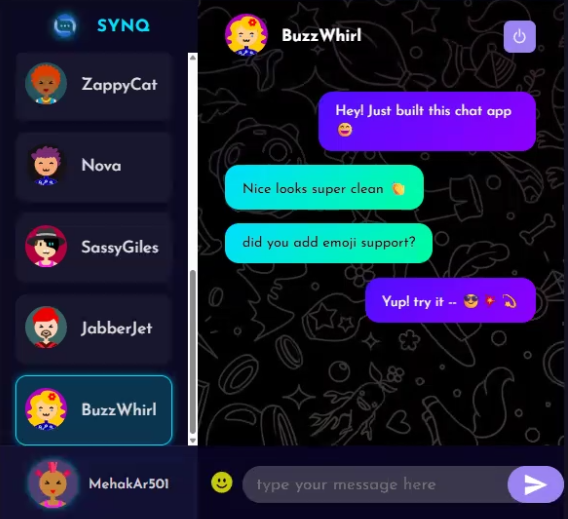 SYNQ
ZappyCat
Nova
SassyGiles
JabberJet
BuzzWhirl
MehakAr501
BuzzWhirl
Hey! Just built this chat app
😄
Nice looks super clean 👏
did you add emoji support?
Yup! try it -- 😎 💫
type your message here